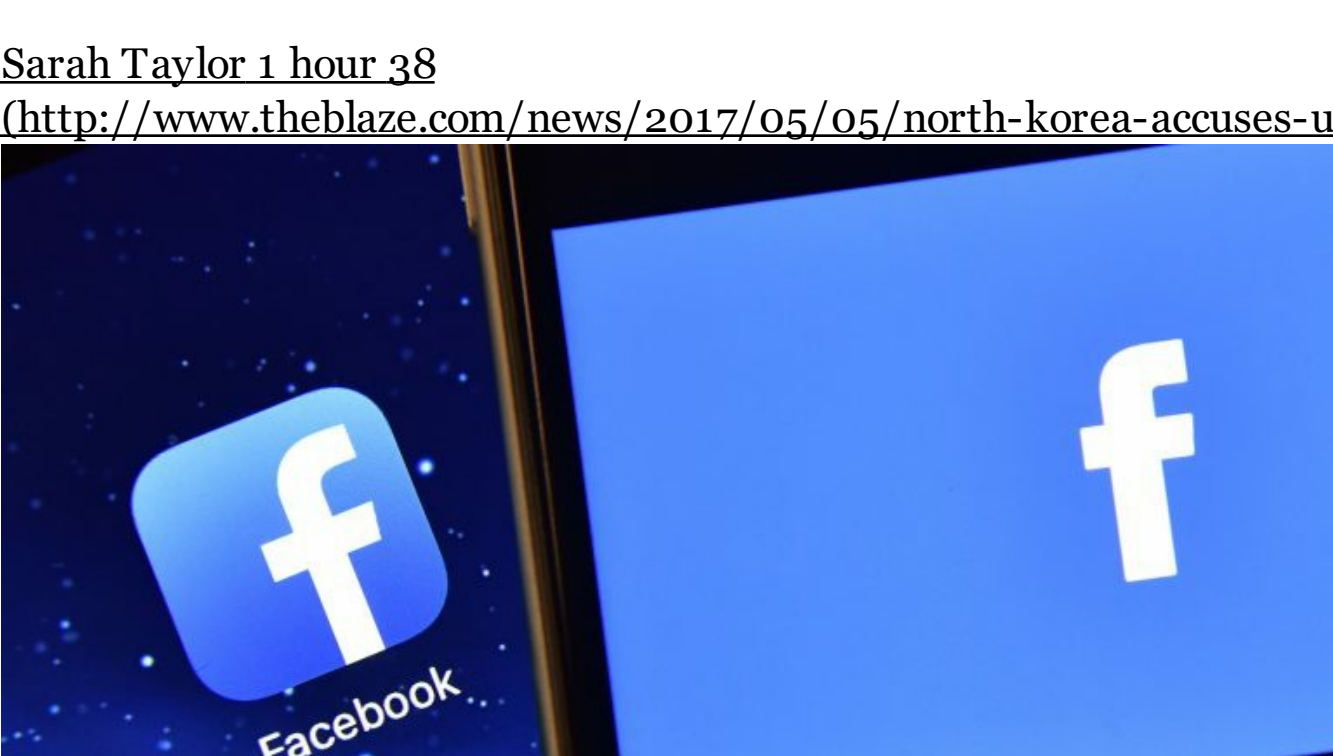 Sarah Taylor 1 hour 38
(http://www.theblaze.com/news/2017/05/05/north-korea-accuses-u
f
f
Facebook